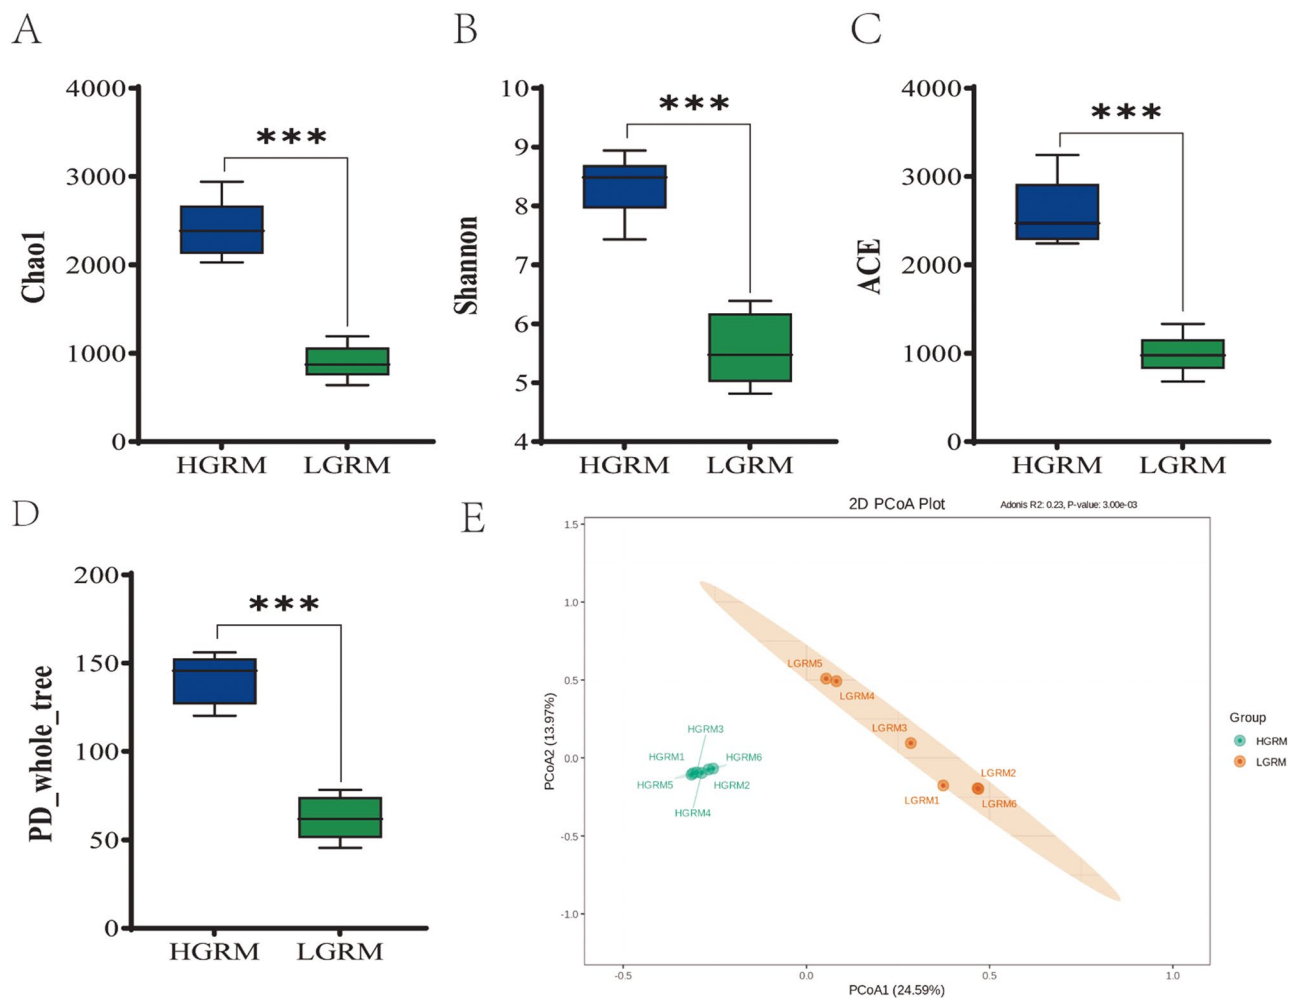 A
B
C
4000
3000
2000
1000
0
Chao1
***
HGRM
LGRM
10
9
8
7
6
5
4
Shannon
***
HGRM
LGRM
4000
3000
2000
1000
0
ACE
***
HGRM
LGRM
D
E
200
150
100
50
0
PD_whole_tree
***
HGRM
LGRM
2D PCoA Plot
Adonis R2: 0.23, P-value: 3.00e-03
1.5
1.0
0.5
0.0
-0.5
-1.0
PCoA2 (13.97%)
LGRM5
LGRM4
LGRM3
LGRM2
LGRM1
LGRM6
HGRM3
HGRM1
HGRM6
HGRM5
HGRM2
HGRM4
-0.5
0.0
0.5
1.0
PCoA1 (24.59%)
Group
HGRM
LGRM